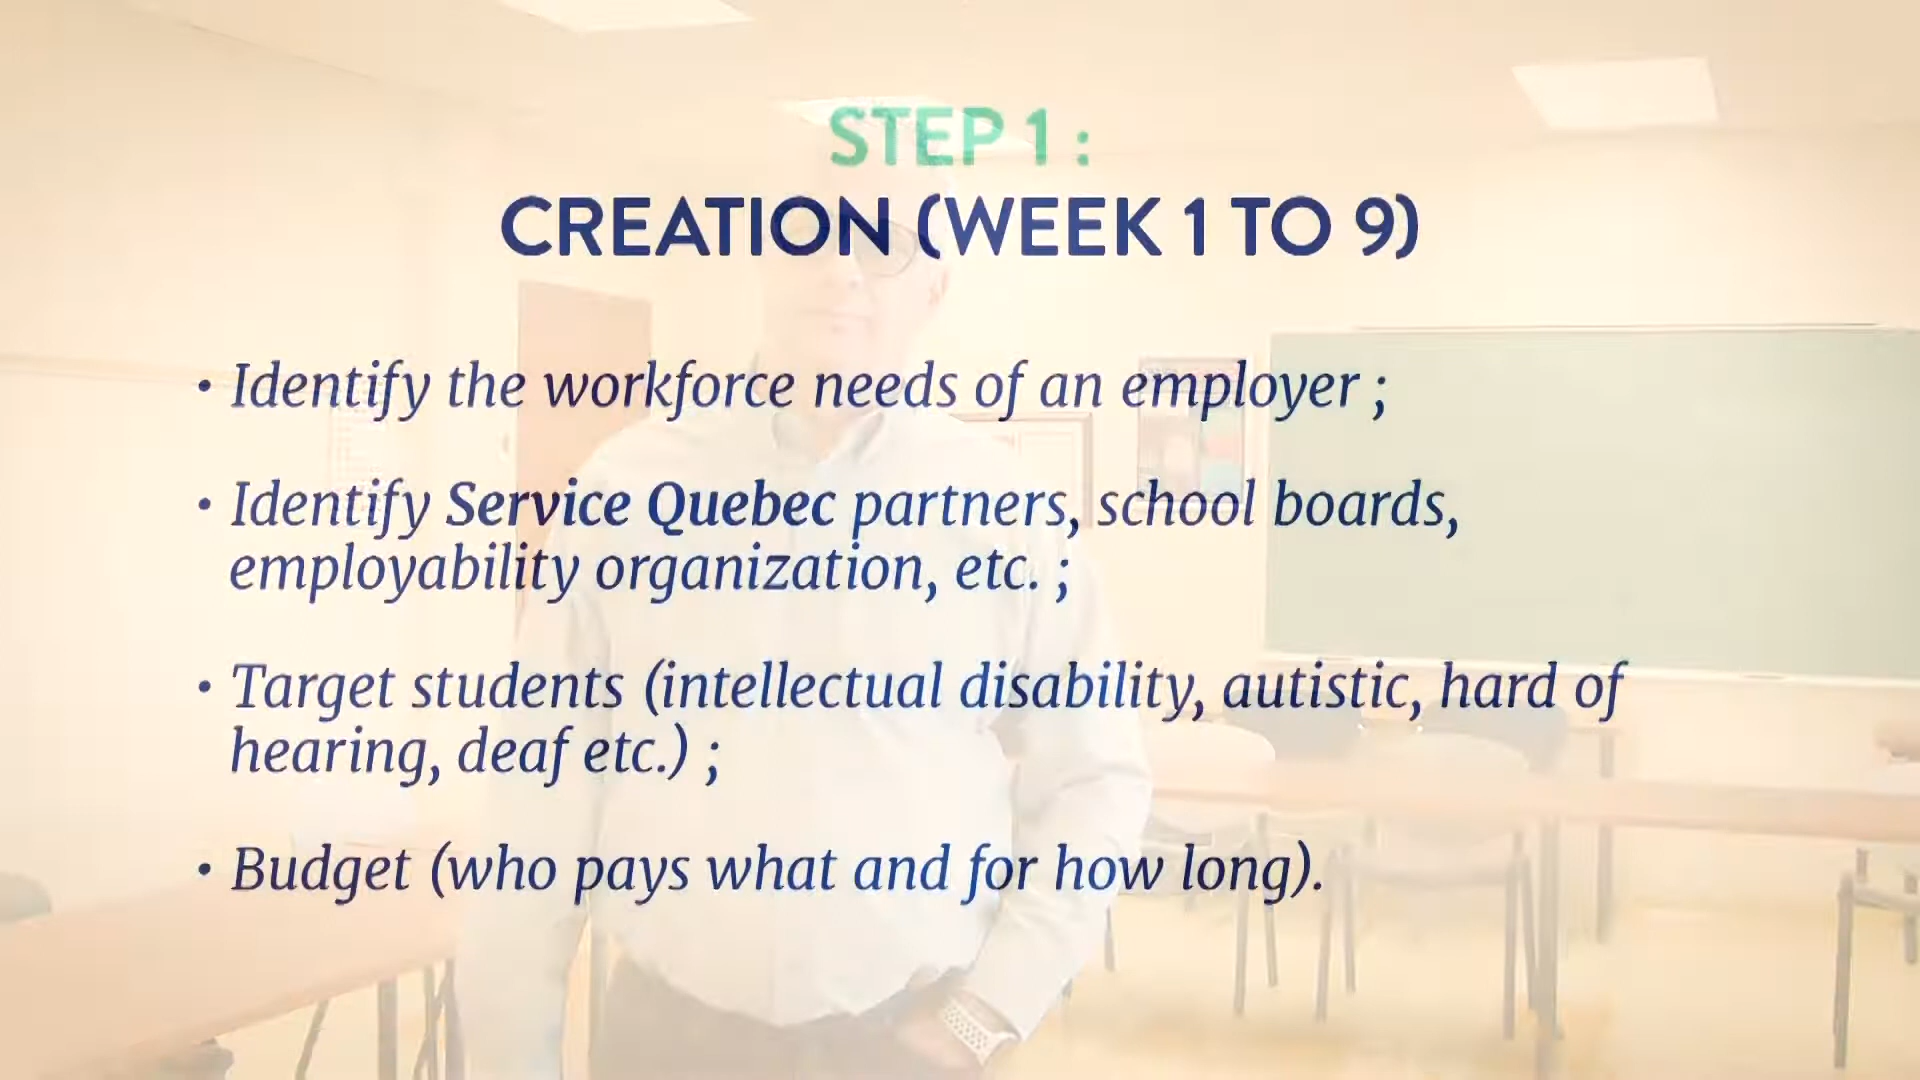 STEP 1 :
CREATION (WEEK 1 TO 9)
• Identify the workforce needs of an employer ;
• Identify Service Quebec partners, school boards,
employability organization, etc. ;
• Target students (intellectual disability, autistic, hard of
hearing, deaf etc.) ;
• Budget (who pays what and for how long).